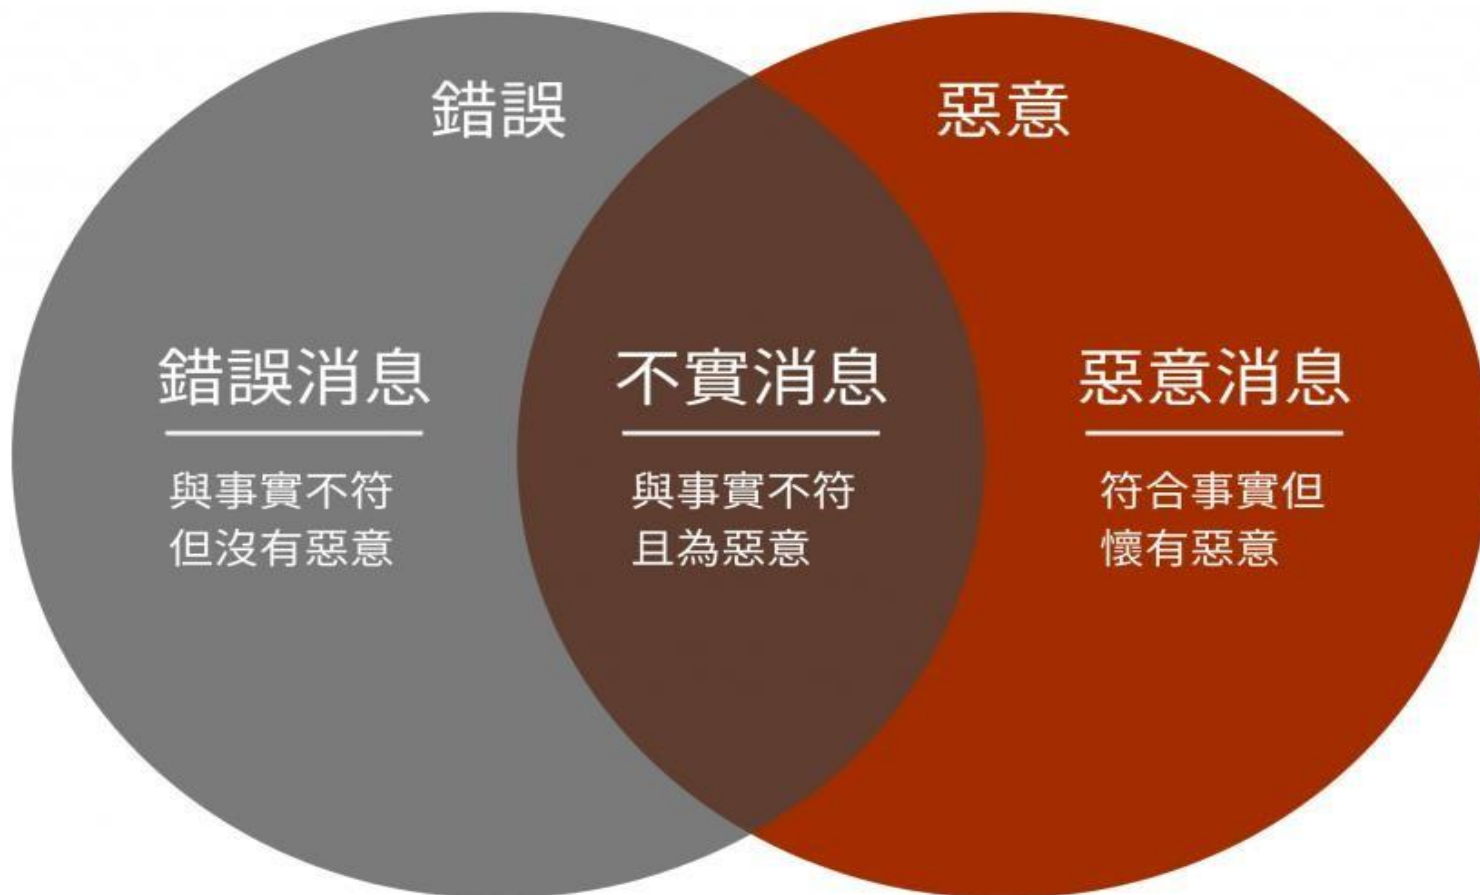 錯誤
惡意
錯誤消息
與事實不符
但沒有惡意
不實消息
與事實不符
且為惡意
惡意消息
符合事實但
懷有惡意